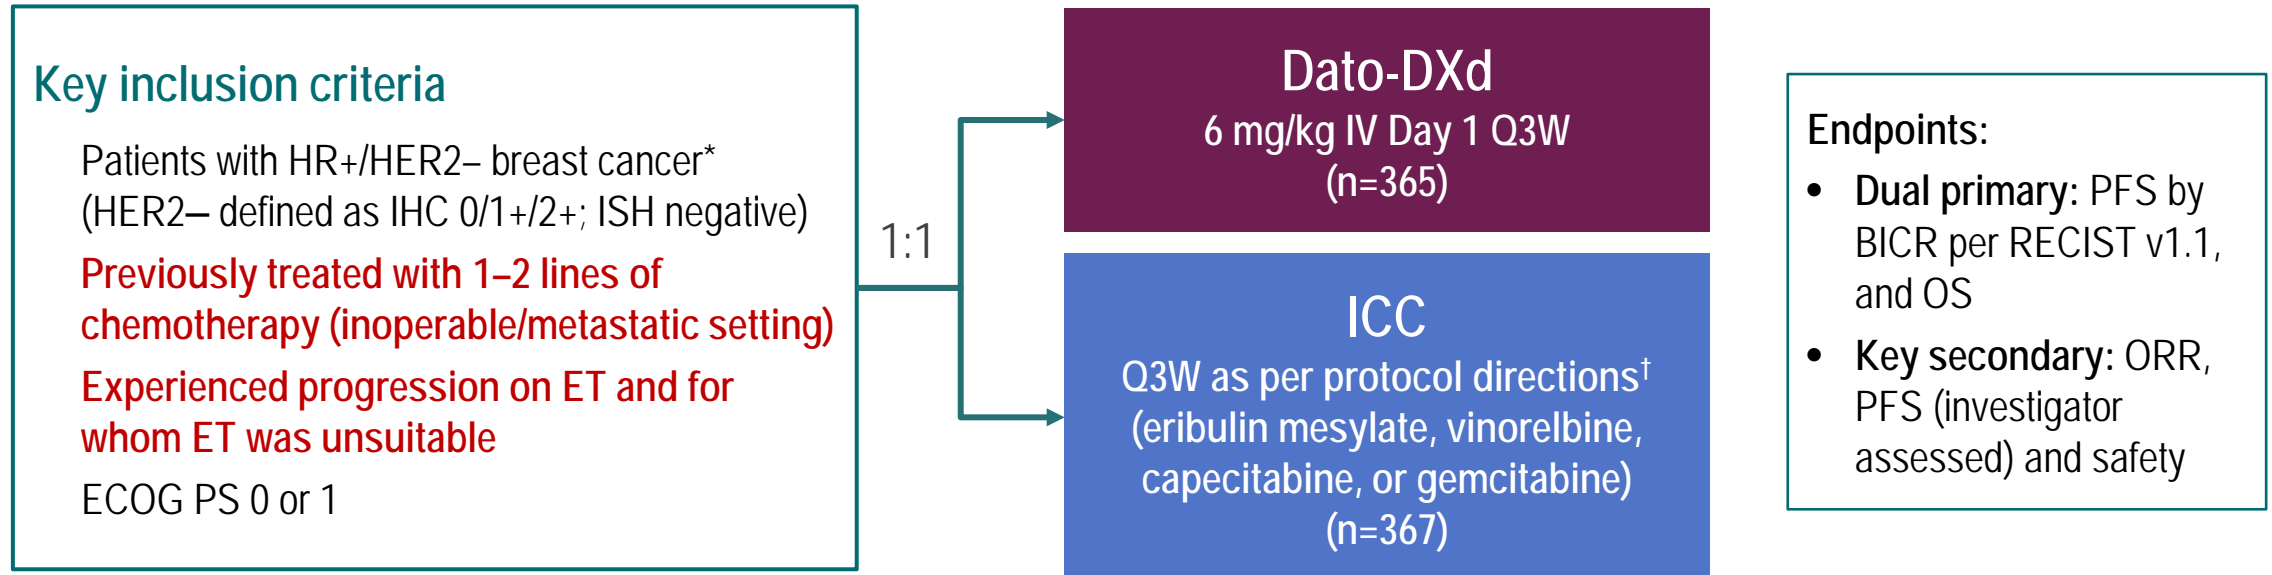 Key inclusion criteria
Patients with HR+/HER2– breast cancer*
(HER2– defined as IHC 0/1+/2+; ISH negative)
Previously treated with 1–2 lines of
chemotherapy (inoperable/metastatic setting)
Experienced progression on ET and for
whom ET was unsuitable
ECOG PS 0 or 1
1:1
Dato-DXd
6 mg/kg IV Day 1 Q3W
(n=365)
ICC
Q3W as per protocol directions†
(eribulin mesylate, vinorelbine,
capecitabine, or gemcitabine)
(n=367)
Endpoints:
• Dual primary: PFS by
BICR per RECIST v1.1,
and OS
• Key secondary: ORR,
PFS (investigator
assessed) and safety